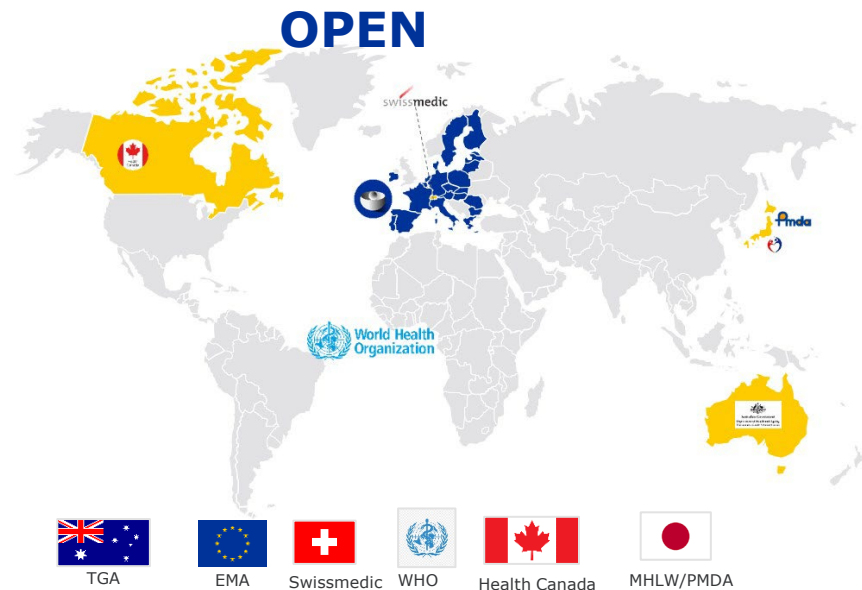 OPEN
swissmedic
pmda
World Health
Organization
TGA
EMA
Swissmedic
WHO
Health Canada
MHLW/PMDA